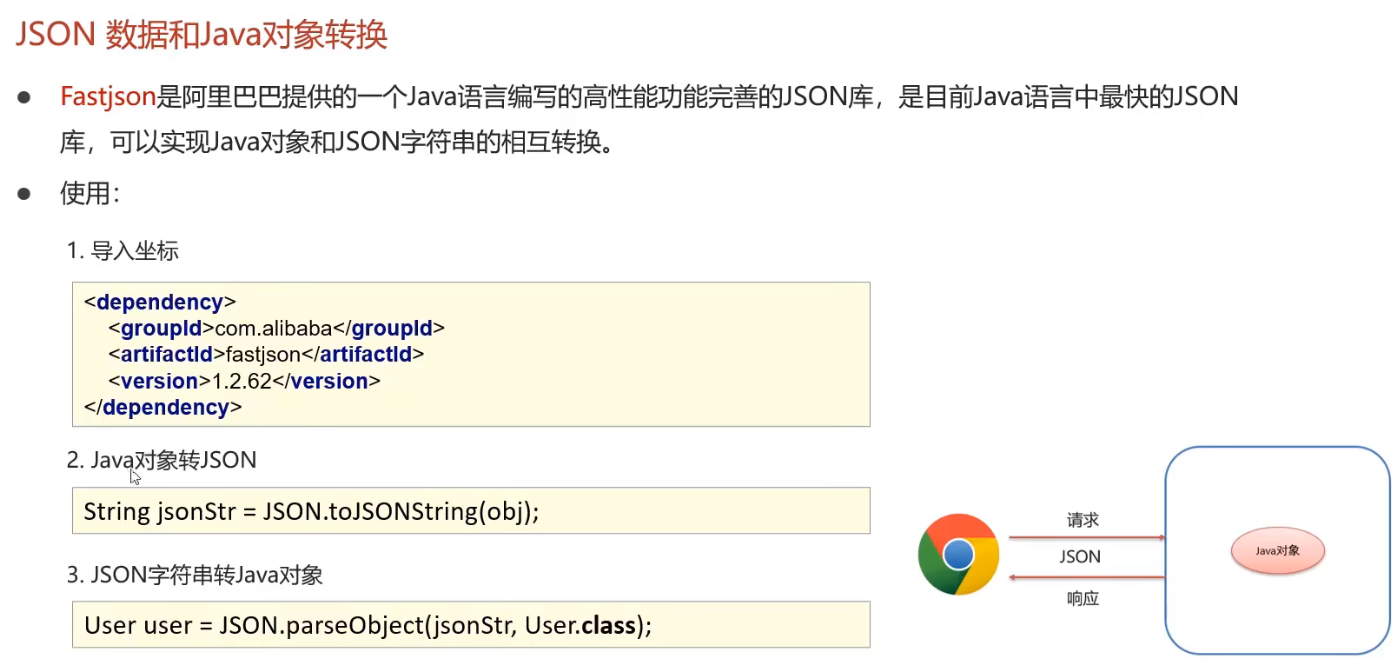 JSON 数据和Java对象转换
● Fastjson是阿里巴巴提供的一个Java语言编写的高性能功能完善的JSON库，是目前Java语言中最快的JSON
库，可以实现Java对象和JSON字符串的相互转换。
● 使用：
1. 导入坐标
<dependency>
<groupId>com.alibaba</groupId>
<artifactId>fastjson</artifactId>
<version>1.2.62</version>
</dependency>
2. Java对象转JSON
String jsonStr = JSON.toJSONString(obj);
3. JSON字符串转Java对象
User user = JSON.parseObject(jsonStr, User.class);
请求
JSON
响应
Java对象